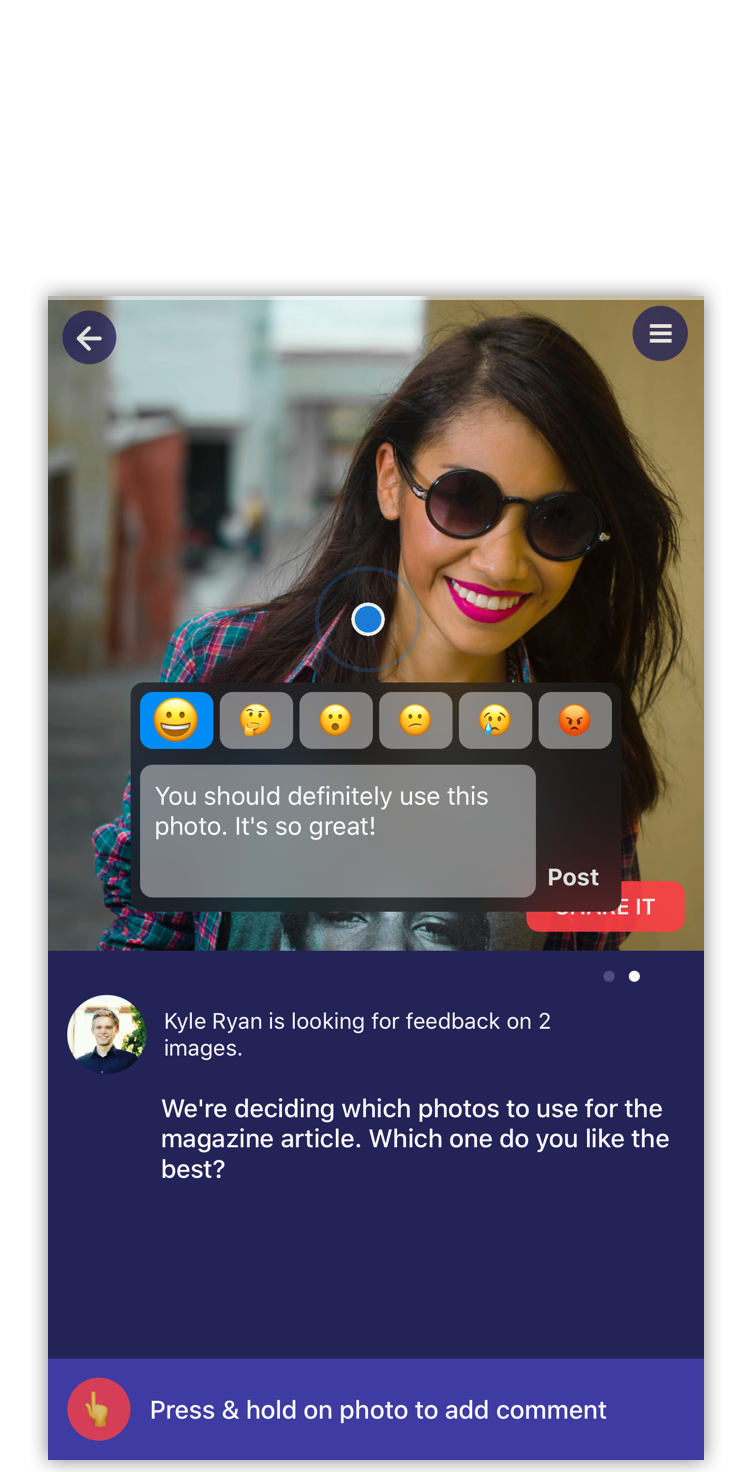 You should definitely use this
photo. It's so great!
Post
IT
Kyle Ryan is looking for feedback on 2
images.
We're deciding which photos to use for the
magazine article. Which one do you like the
best?
Press & hold on photo to add comment